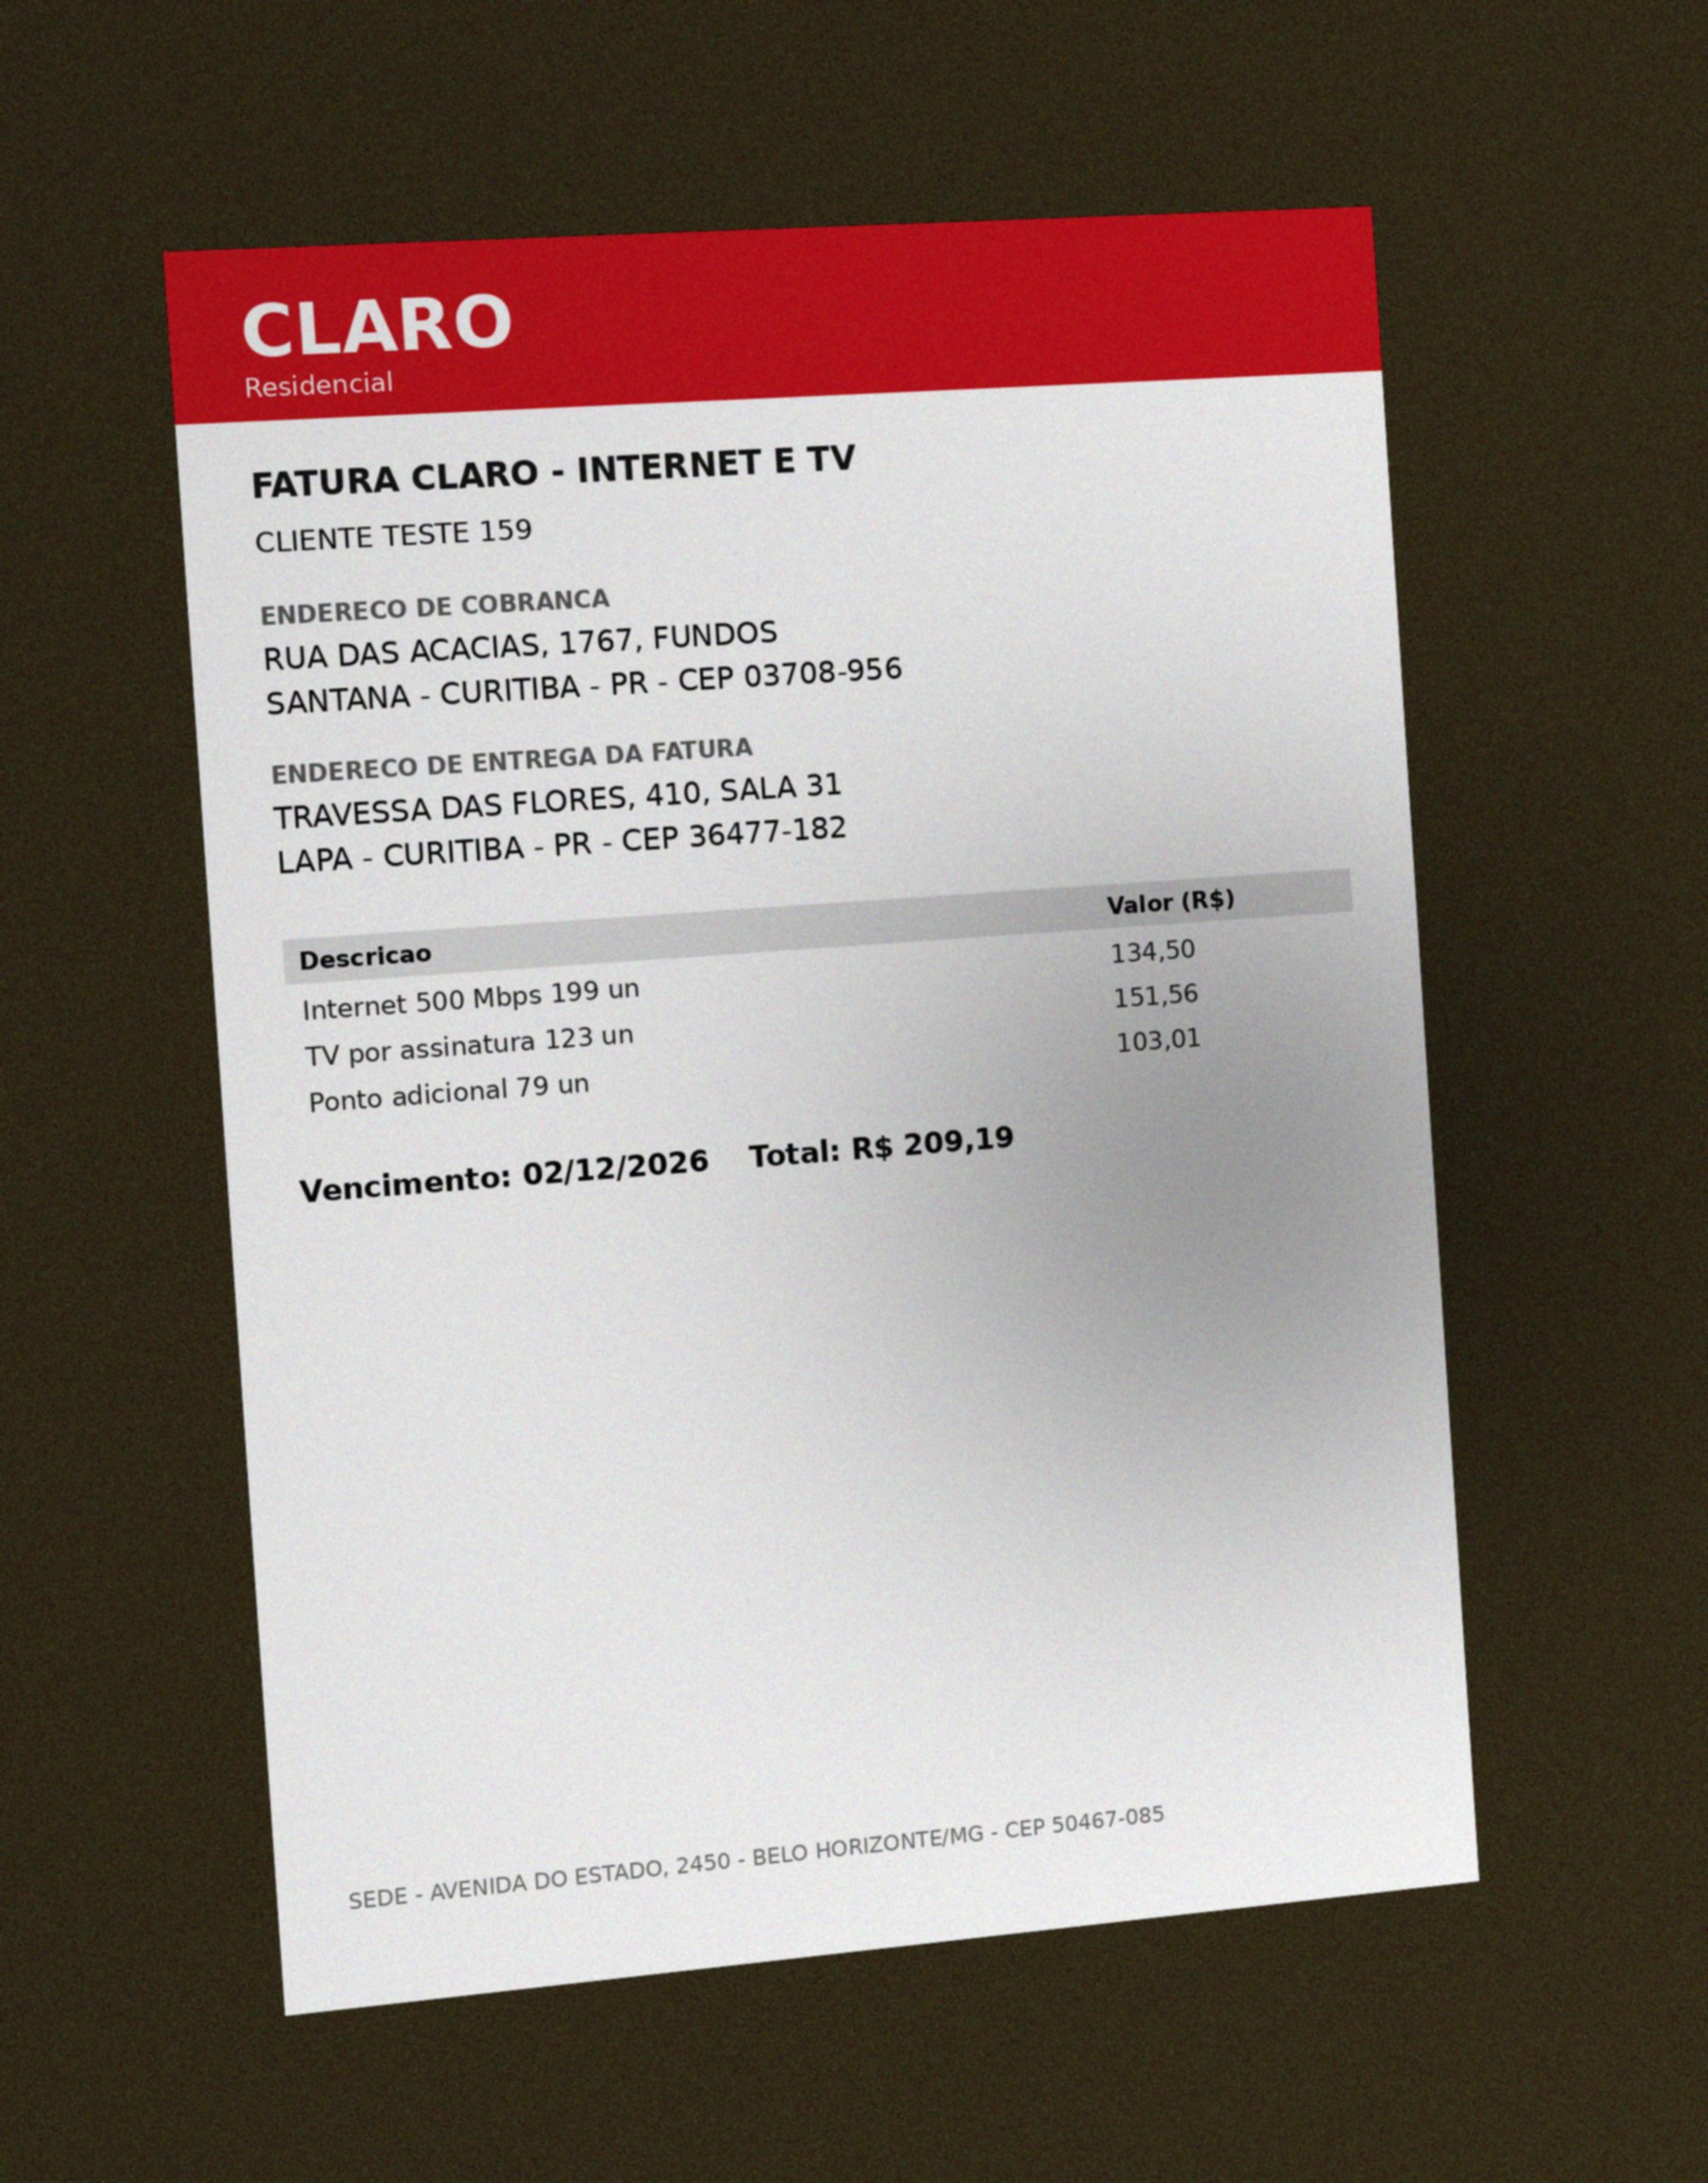 CLARO
Residencial
FATURA CLARO - INTERNET E TV
CLIENTE TESTE 159
ENDERECO DE COBRANCA
RUA DAS ACACIAS, 1767, FUNDOS
SANTANA - CURITIBA - PR - CEP 03708-956
ENDERECO DE ENTREGA DA FATURA
TRAVESSA DAS FLORES, 410, SALA 31
LAPA - CURITIBA - PR - CEP 36477-182
Descricao Valor (R$)
Internet 500 Mbps 199 un 134,50
TV por assinatura 123 un 151,56
Ponto adicional 79 un 103,01
Vencimento: 02/12/2026 Total: R$ 209,19
SEDE - AVENIDA DO ESTADO, 2450 - BELO HORIZONTE/MG - CEP 50467-085